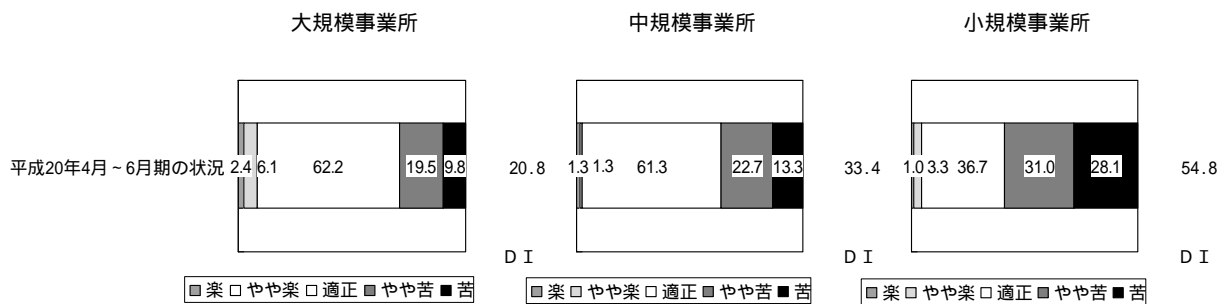 大規模事業所 中規模事業所 小規模事業所
平成20年4月～6月期の状況 2.4 6.1 62.2 19.5 9.8 20.8 1.3 1.3 61.3 22.7 13.3 33.4 1.0 3.3 36.7 31.0 28.1 54.8
ＤＩ ＤＩ ＤＩ
楽 やや楽 適正 やや苦 苦 楽 やや楽 適正 やや苦 苦 楽 やや楽 適正 やや苦 苦